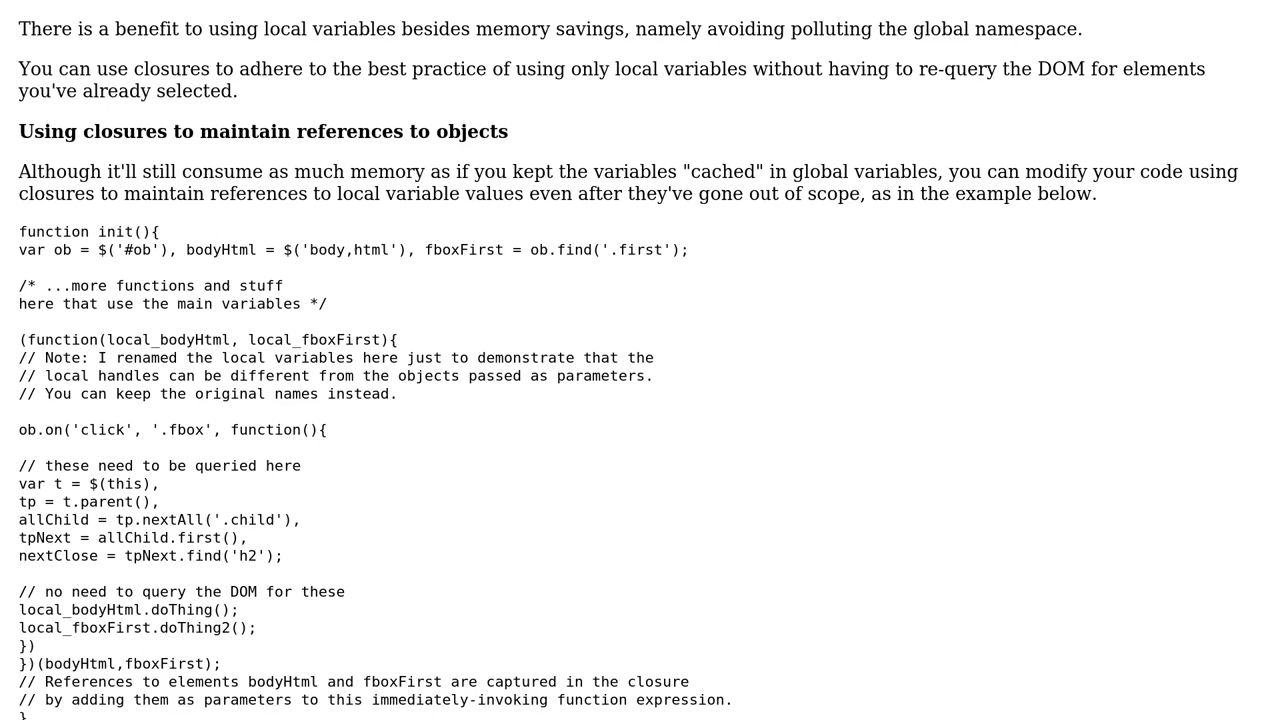 There is a benefit to using local variables besides memory savings, namely avoiding polluting the global namespace.
You can use closures to adhere to the best practice of using only local variables without having to re-query the DOM for elements
you've already selected.
Using closures to maintain references to objects
Although it'll still consume as much memory as if you kept the variables "cached" in global variables, you can modify your code using
closures to maintain references to local variable values even after they've gone out of scope, as in the example below.
function init(){
var ob = $('#ob'), bodyHtml = $('body,html'), fboxFirst = ob.find('.first');
/* ...more functions and stuff
here that use the main variables */
(function(local_bodyHtml, local_fboxFirst){
// Note: I renamed the local variables here just to demonstrate that the
// local handles can be different from the objects passed as parameters.
// You can keep the original names instead.
ob.on('click', '.fbox', function(){
// these need to be queried here
var t = $(this),
tp = t.parent(),
allChild = tp.nextAll('.child'),
tpNext = allChild.first(),
nextClose = tpNext.find('h2');
// no need to query the DOM for these
local_bodyHtml.doThing();
local_fboxFirst.doThing2();
})
})(bodyHtml,fboxFirst);
// References to elements bodyHtml and fboxFirst are captured in the closure
// by adding them as parameters to this immediately-invoking function expression.
}